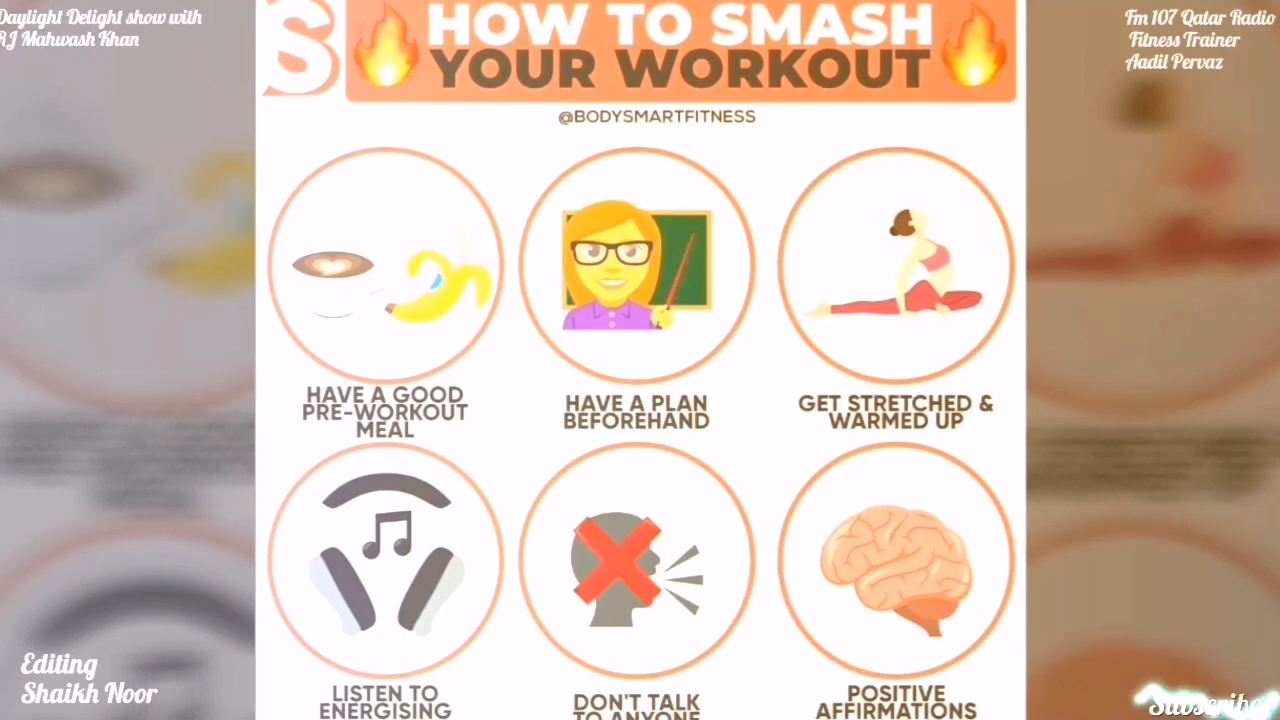 Daylight Delight show with
RJ Mahwash Khan
Fm 107 Qatar Radio
Fitness Trainer
Aadil Pervaz
S
HOW TO SMASH
YOUR WORKOUT
@BODYSMARTFITNESS
HAVE A GOOD
PRE-WORKOUT
MEAL
HAVE A PLAN
BEFOREHAND
GET STRETCHED &
WARMED UP
LISTEN TO
ENERGISING
DON'T TALK
TO ANYONE
POSITIVE
AFFIRMATIONS
Editing
Shaikh Noor
Subscribe